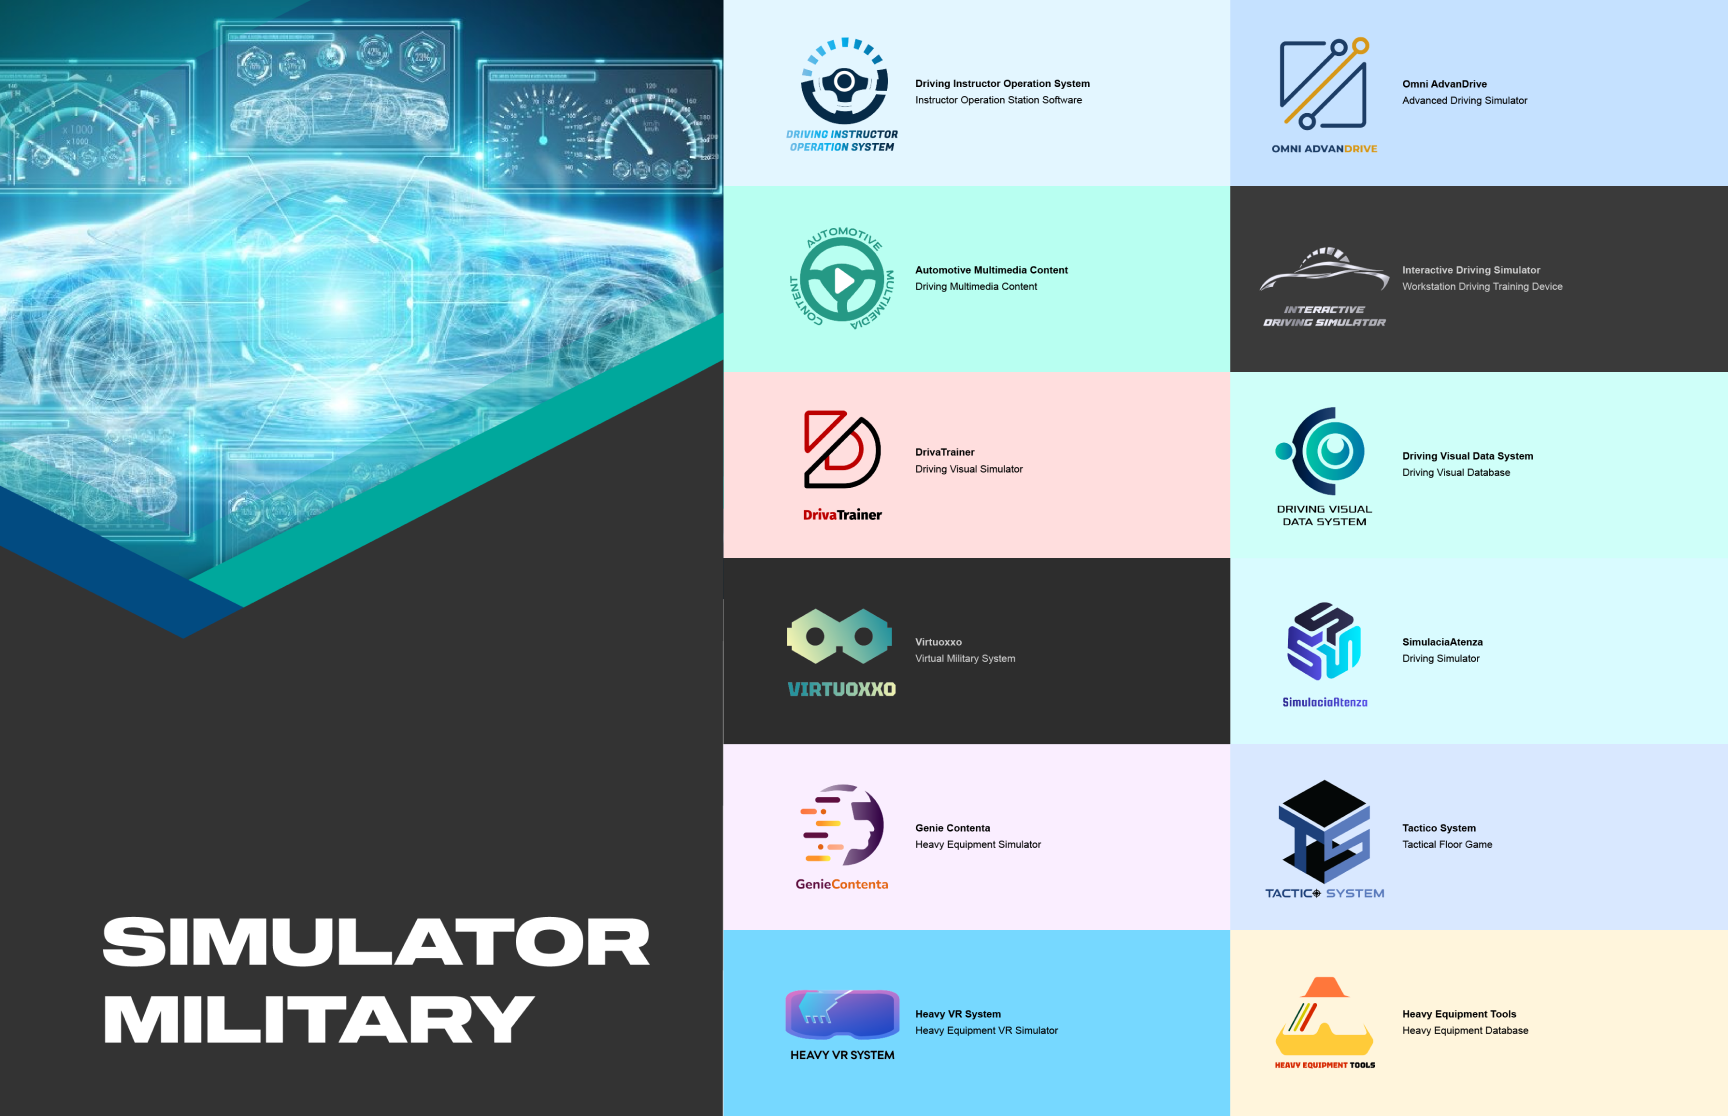 SIMULATOR
MILITARY
DRIVING INSTRUCTOR
OPERATION SYSTEM
Driving Instructor Operation System
Instructor Operation Station Software
OMNI ADVANDRIVE
Omni AdvanDrive
Advanced Driving Simulator
AUTOMOTIVE
MULTIMEDIA
CONTENT
Automotive Multimedia Content
Driving Multimedia Content
INTERACTIVE
DRIVING SIMULATOR
Interactive Driving Simulator
Workstation Driving Training Device
DrivaTrainer
DrivaTrainer
Driving Visual Simulator
DRIVING VISUAL
DATA SYSTEM
Driving Visual Data System
Driving Visual Database
VIRTUOXXO
Virtuoxxo
Virtual Military System
SimulaciaAtenza
SimulaciaAtenza
Driving Simulator
GenieContenta
Genie Contenta
Heavy Equipment Simulator
TACTICO SYSTEM
Tactico System
Tactical Floor Game
HEAVY VR SYSTEM
Heavy VR System
Heavy Equipment VR Simulator
HEAVY EQUIPMENT TOOLS
Heavy Equipment Tools
Heavy Equipment Database